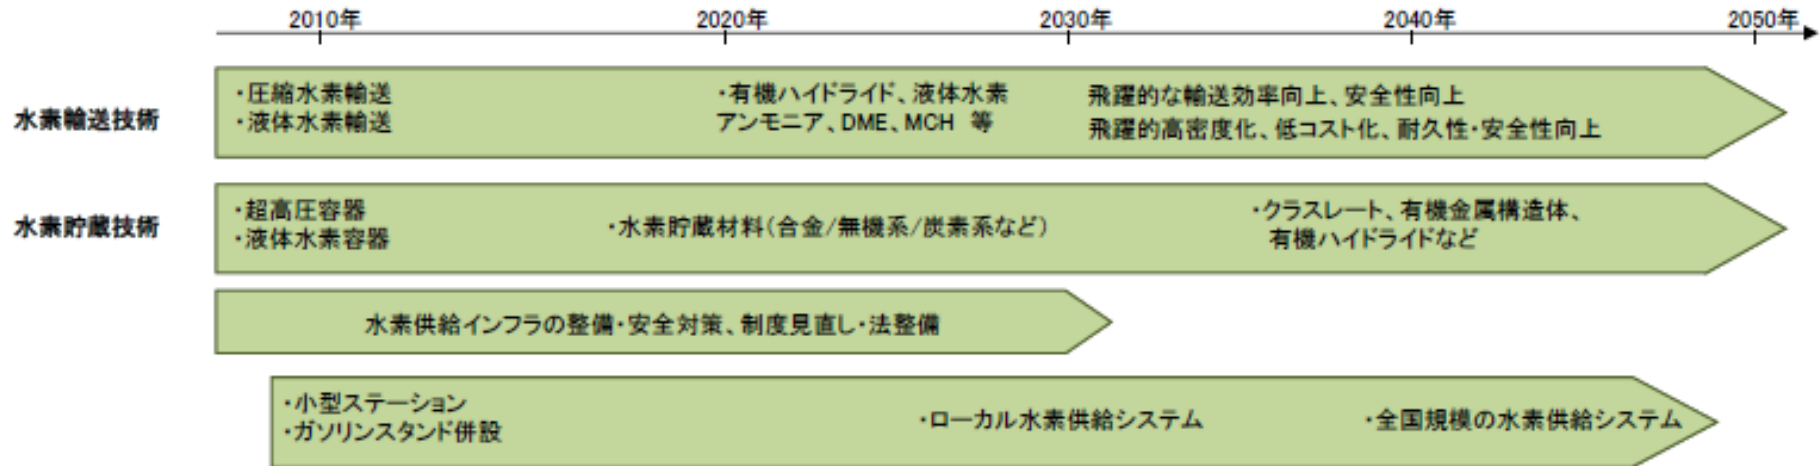 2010年 2020年 2030年 2040年 2050年
水素輸送技術
・圧縮水素輸送
・液体水素輸送
・有機ハイドライド、液体水素
アンモニア、DME、MCH 等
飛躍的な輸送効率向上、安全性向上
飛躍的高密度化、低コスト化、耐久性・安全性向上
水素貯蔵技術
・超高圧容器
・液体水素容器
・水素貯蔵材料(合金/無機系/炭素系など)
・クラスレート、有機金属構造体、
有機ハイドライドなど
水素供給インフラの整備・安全対策、制度見直し・法整備
・小型ステーション
・ガソリンスタンド併設
・ローカル水素供給システム
・全国規模の水素供給システム